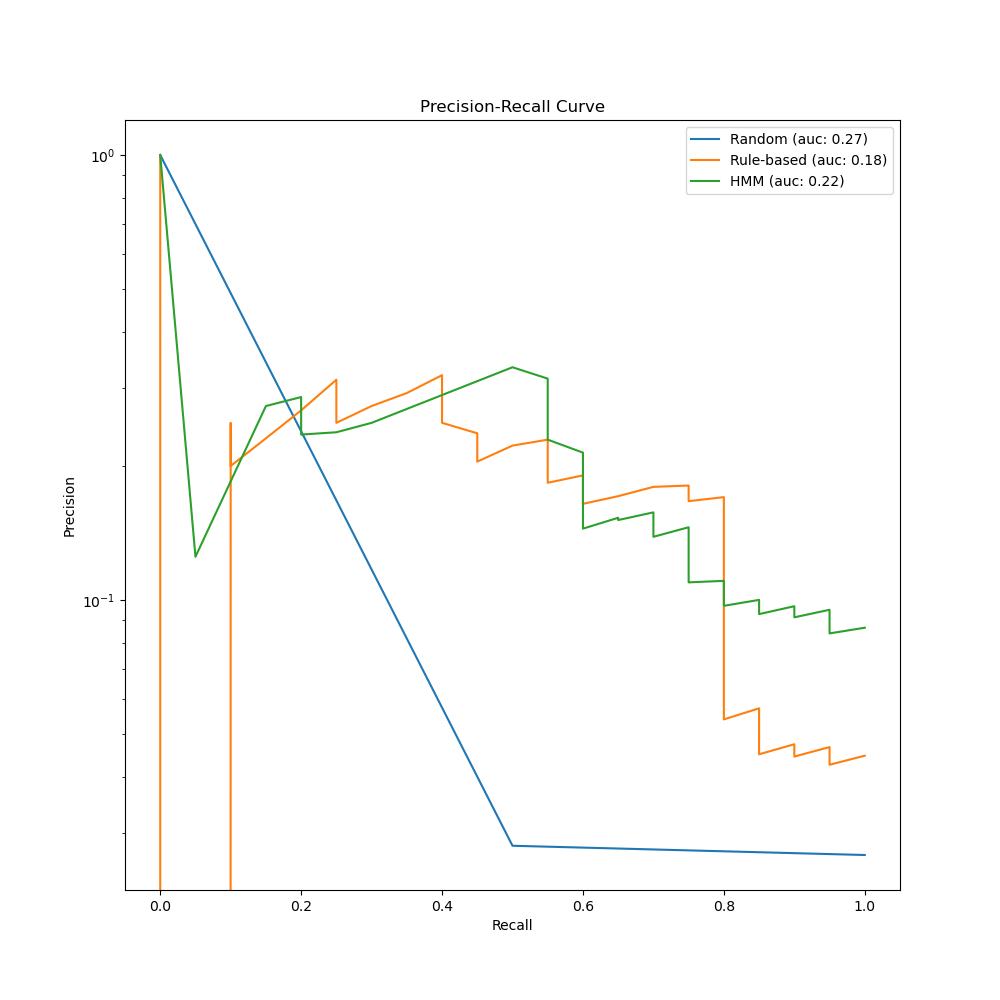 Precision-Recall Curve
Random (auc: 0.27)
Rule-based (auc: 0.18)
HMM (auc: 0.22)
10⁰
10⁻¹
Precision
0.0 0.2 0.4 0.6 0.8 1.0
Recall